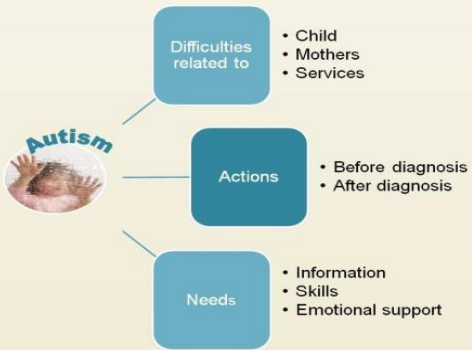 Autism
Difficulties
related to
• Child
• Mothers
• Services
Actions
• Before diagnosis
• After diagnosis
Needs
• Information
• Skills
• Emotional support